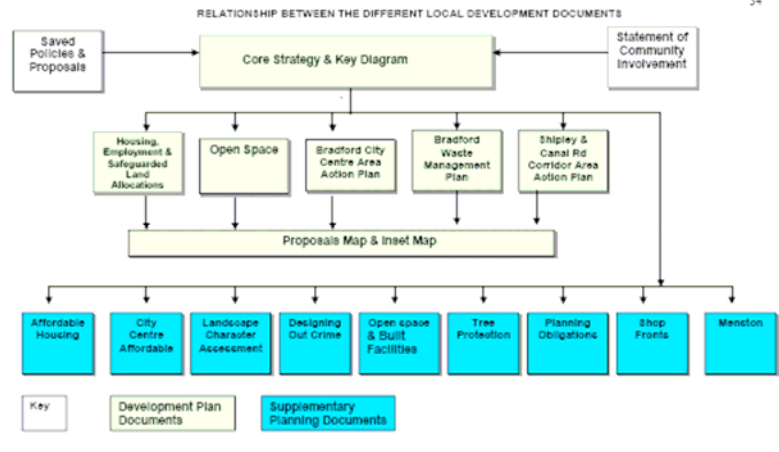 34
RELATIONSHIP BETWEEN THE DIFFERENT LOCAL DEVELOPMENT DOCUMENTS
Saved
Policies &
Proposals
Core Strategy & Key Diagram
Statement of
Community
Involvement
Housing,
Employment &
Safeguarded
Land
Allocations
Open Space
Bradford City
Centre Area
Action Plan
Bradford
Waste
Management
Plan
Shipley &
Canal Rd
Corridor Area
Action Plan
Proposals Map & Inset Map
Affordable
Housing
City
Centre
Affordable
Landscape
Character
Assessment
Designing
Out Crime
Open space
& Built
Facilities
Tree
Protection
Planning
Obligations
Shop
Fronts
Menston
Key
Development Plan
Documents
Supplementary
Planning Documents